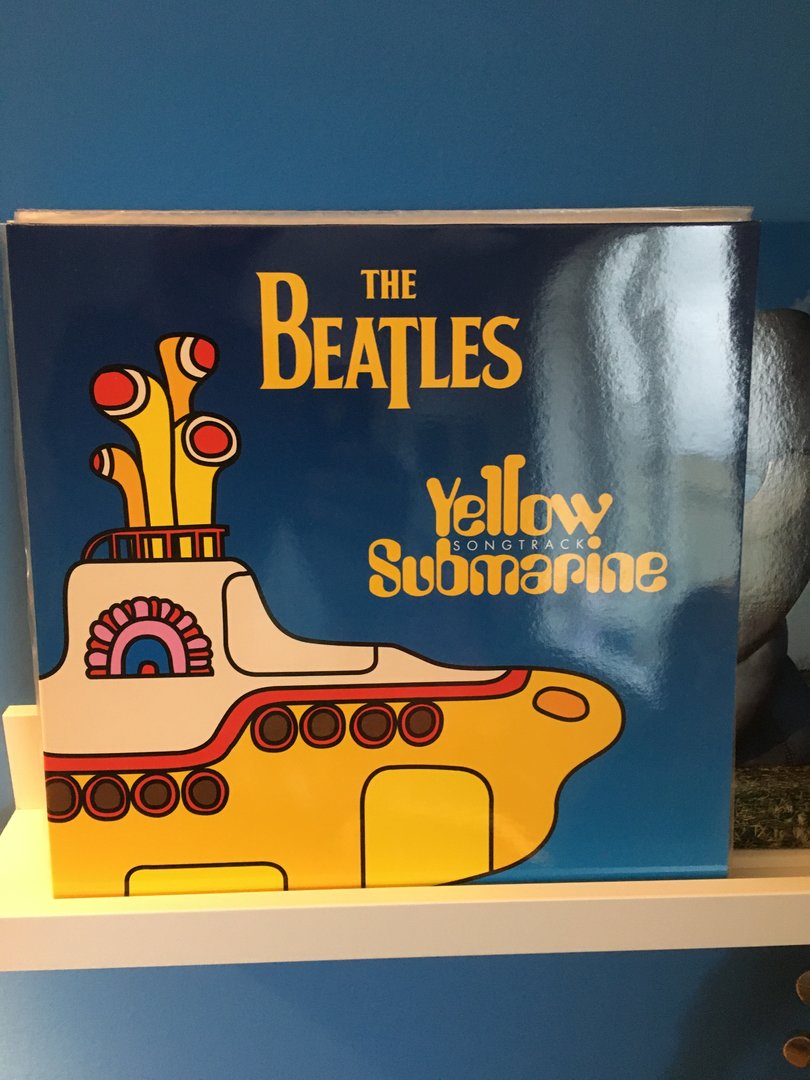 THE
BEATLES
Yellow
SONGTRACK
Submarine